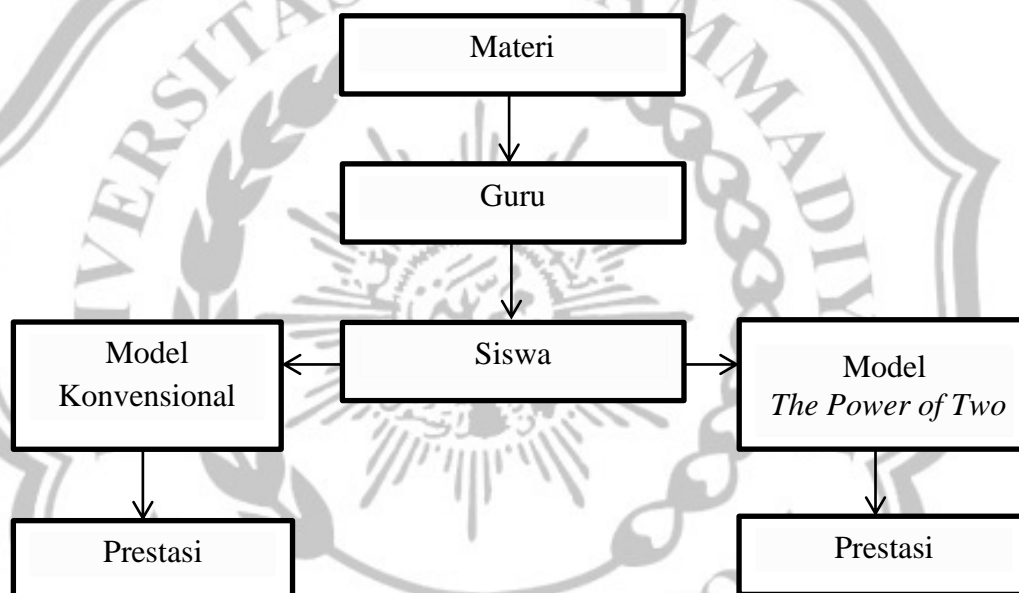 Materi
Guru
Siswa
Model
Konvensional
Model
The Power of Two
Prestasi
Prestasi